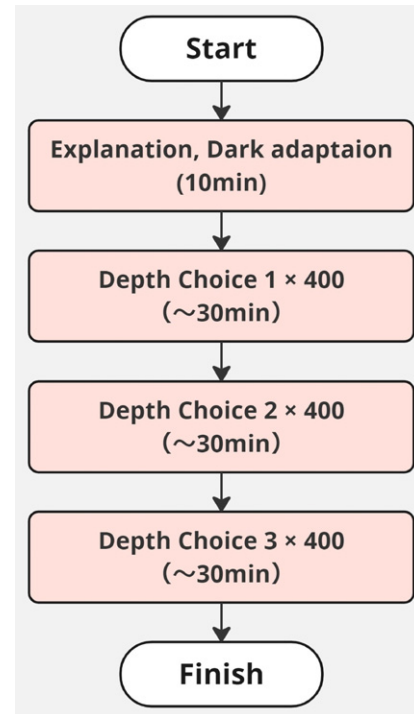 Start
Explanation, Dark adaptaion
(10min)
Depth Choice 1 × 400
(～30min)
Depth Choice 2 × 400
(～30min)
Depth Choice 3 × 400
(～30min)
Finish